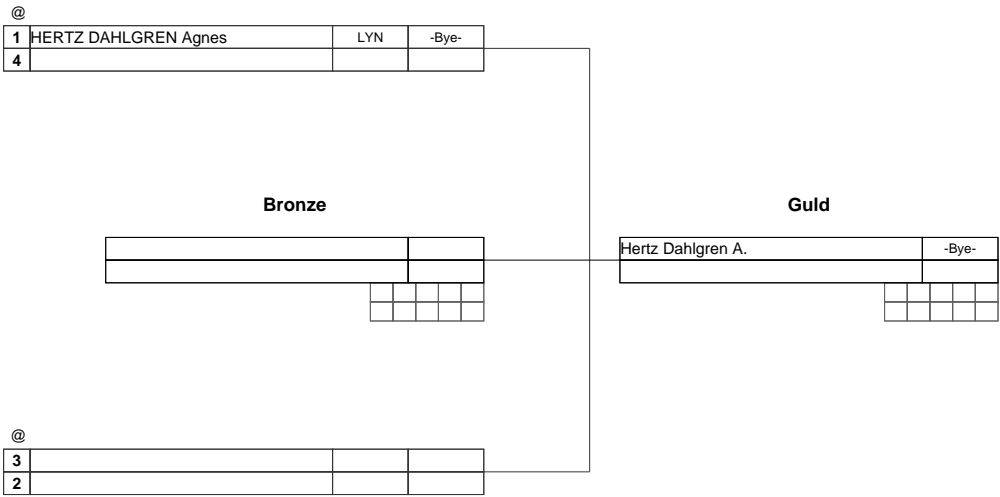 @
1 HERTZ DAHLGREN Agnes LYN -Bye-
4
Bronze
Guld
Hertz Dahlgren A. -Bye-
@
3
2